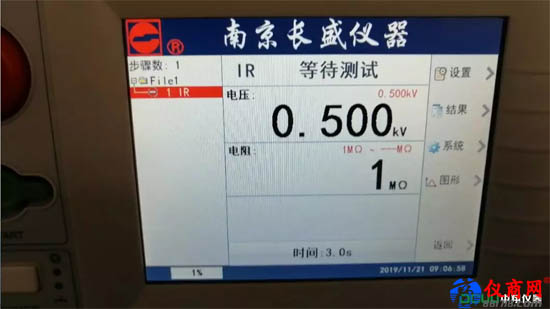 ® 南京长盛仪器
步骤数: 1
File1
1 IR
IR 等待测试
电压: 0.500kV
0.500kV
电阻: 1MΩ ~ ---MΩ
1MΩ
时间:3.0s
设置
结果
系统
图形
返回
1%
2019/11/21 09:06:58
START
仪商网